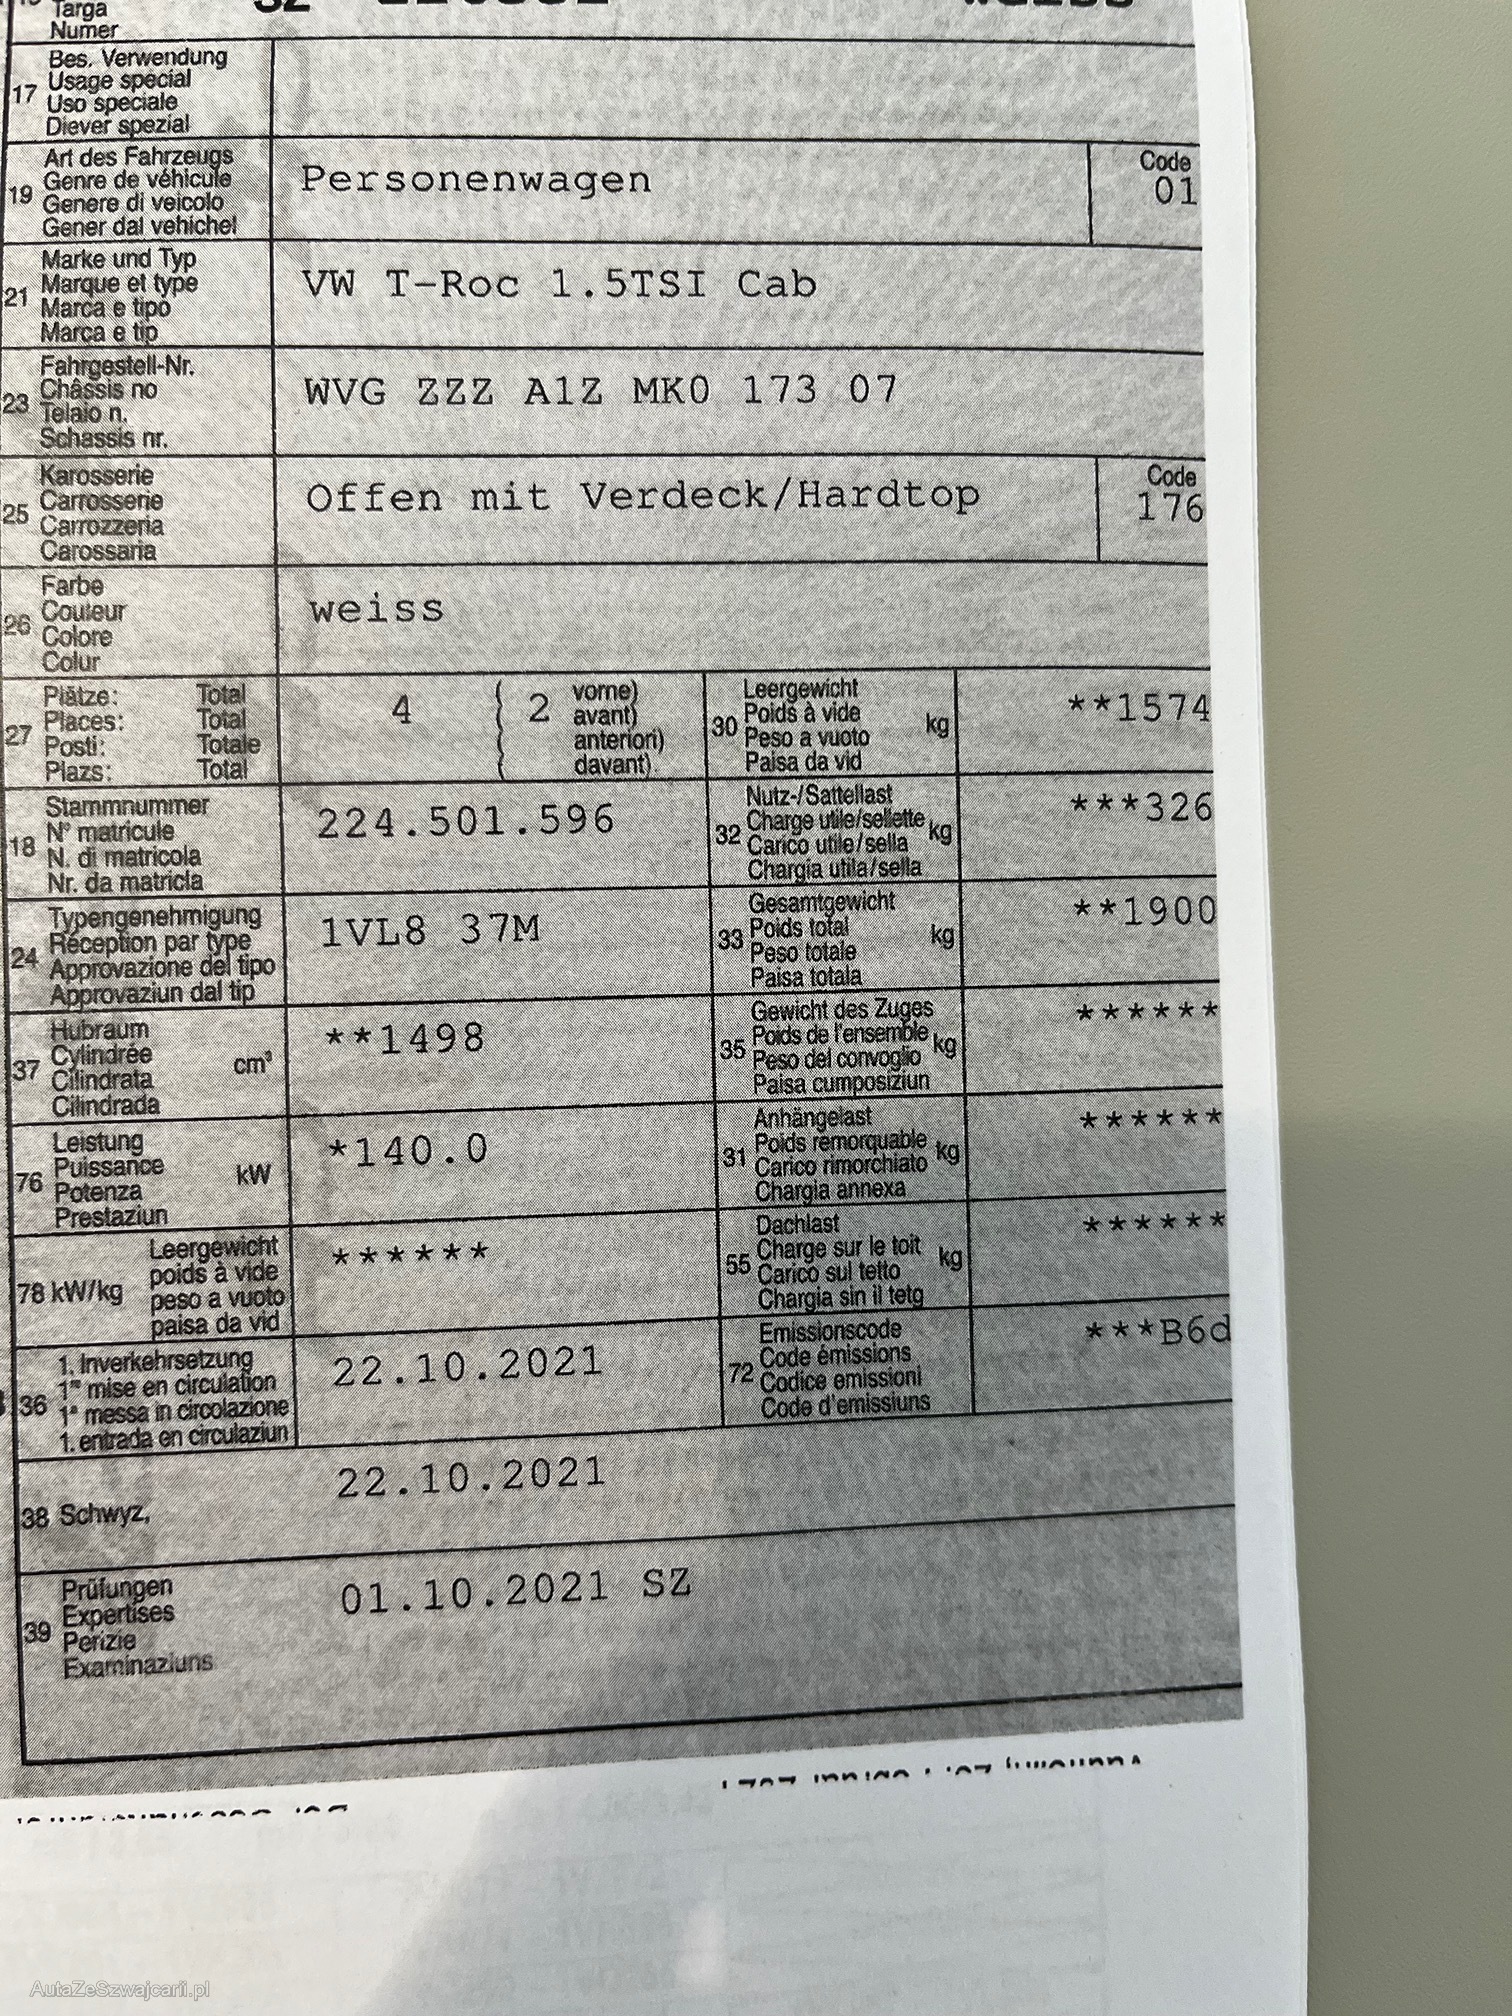 Targa
Numer
17
Bes. Verwendung
Usage special
Uso speciale
Diever spezial
19
Art des Fahrzeugs
Genre de véhicule
Genere di veicolo
Gener dal vehichel
Personenwagen
Code
01
21
Marke und Typ
Marque et type
Marca e tipo
Marca e tip
VW T-Roc 1.5TSI Cab
23
Fahrgestell-Nr.
Châssis no
Telaio n.
Schassis nr.
WVG ZZZ A1Z MK0 173 07
25
Karosserie
Carrosserie
Carrozzeria
Carossaria
Offen mit Verdeck/Hardtop
Code
176
26
Farbe
Couleur
Colore
Colur
weiss
27
Plätze: Total
Places: Total
Posti: Totale
Plazs: Total
4 ( 2 vorne)
( avant)
( anteriori)
( davant)
30
Leergewicht
Poids à vide
Peso a vuoto
Paisa da vid
kg
**1574
18
Stammnummer
N° matricule
N. di matricola
Nr. da matricla
224.501.596
32
Nutz-/Sattellast
Charge utile/sellette
Carico utile/sella
Chargia utila/sella
kg
***326
24
Typengenehmigung
Réception par type
Approvazione del tipo
Approvaziun dal tip
1VL8 37M
33
Gesamtgewicht
Poids total
Peso totale
Paisa totala
kg
**1900
37
Hubraum
Cylindrée
Cilindrata
Cilindrada
cm³
**1498
35
Gewicht des Zuges
Poids de l'ensemble
Peso del convoglio
Paisa cumposiziun
kg
******
76
Leistung
Puissance
Potenza
Prestaziun
kW
*140.0
31
Anhängelast
Poids remorquable
Carico rimorchiato
Chargia annexa
kg
******
78 kW/kg
Leergewicht
poids à vide
peso a vuoto
paisa da vid
******
55
Dachlast
Charge sur le toit
Carico sul tetto
Chargia sin il tetg
kg
******
36
1. Inverkehrsetzung
1re mise en circulation
1a messa in circolazione
1. entrada en circulaziun
22.10.2021
72
Emissionscode
Code émissions
Codice emissioni
Code d'emissiuns
***B6d
38 Schwyz,
22.10.2021
39
Prüfungen
Expertises
Perizie
Examinaziuns
01.10.2021 SZ
AutaZeSzwajcarii.pl